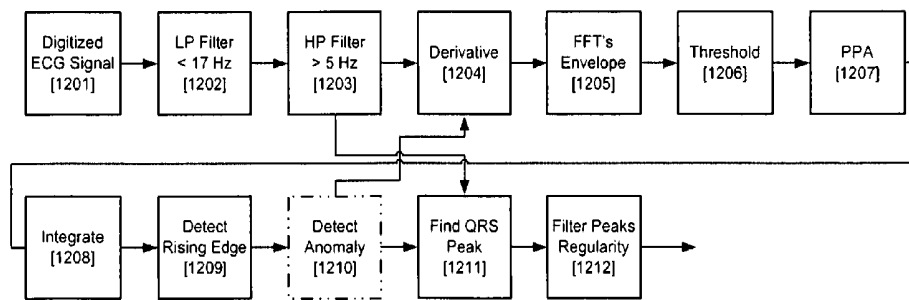 Digitized
ECG Signal
[1201]
LP Filter
< 17 Hz
[1202]
HP Filter
> 5 Hz
[1203]
Derivative
[1204]
FFT's
Envelope
[1205]
Threshold
[1206]
PPA
[1207]
Integrate
[1208]
Detect
Rising Edge
[1209]
Detect
Anomaly
[1210]
Find QRS
Peak
[1211]
Filter Peaks
Regularity
[1212]